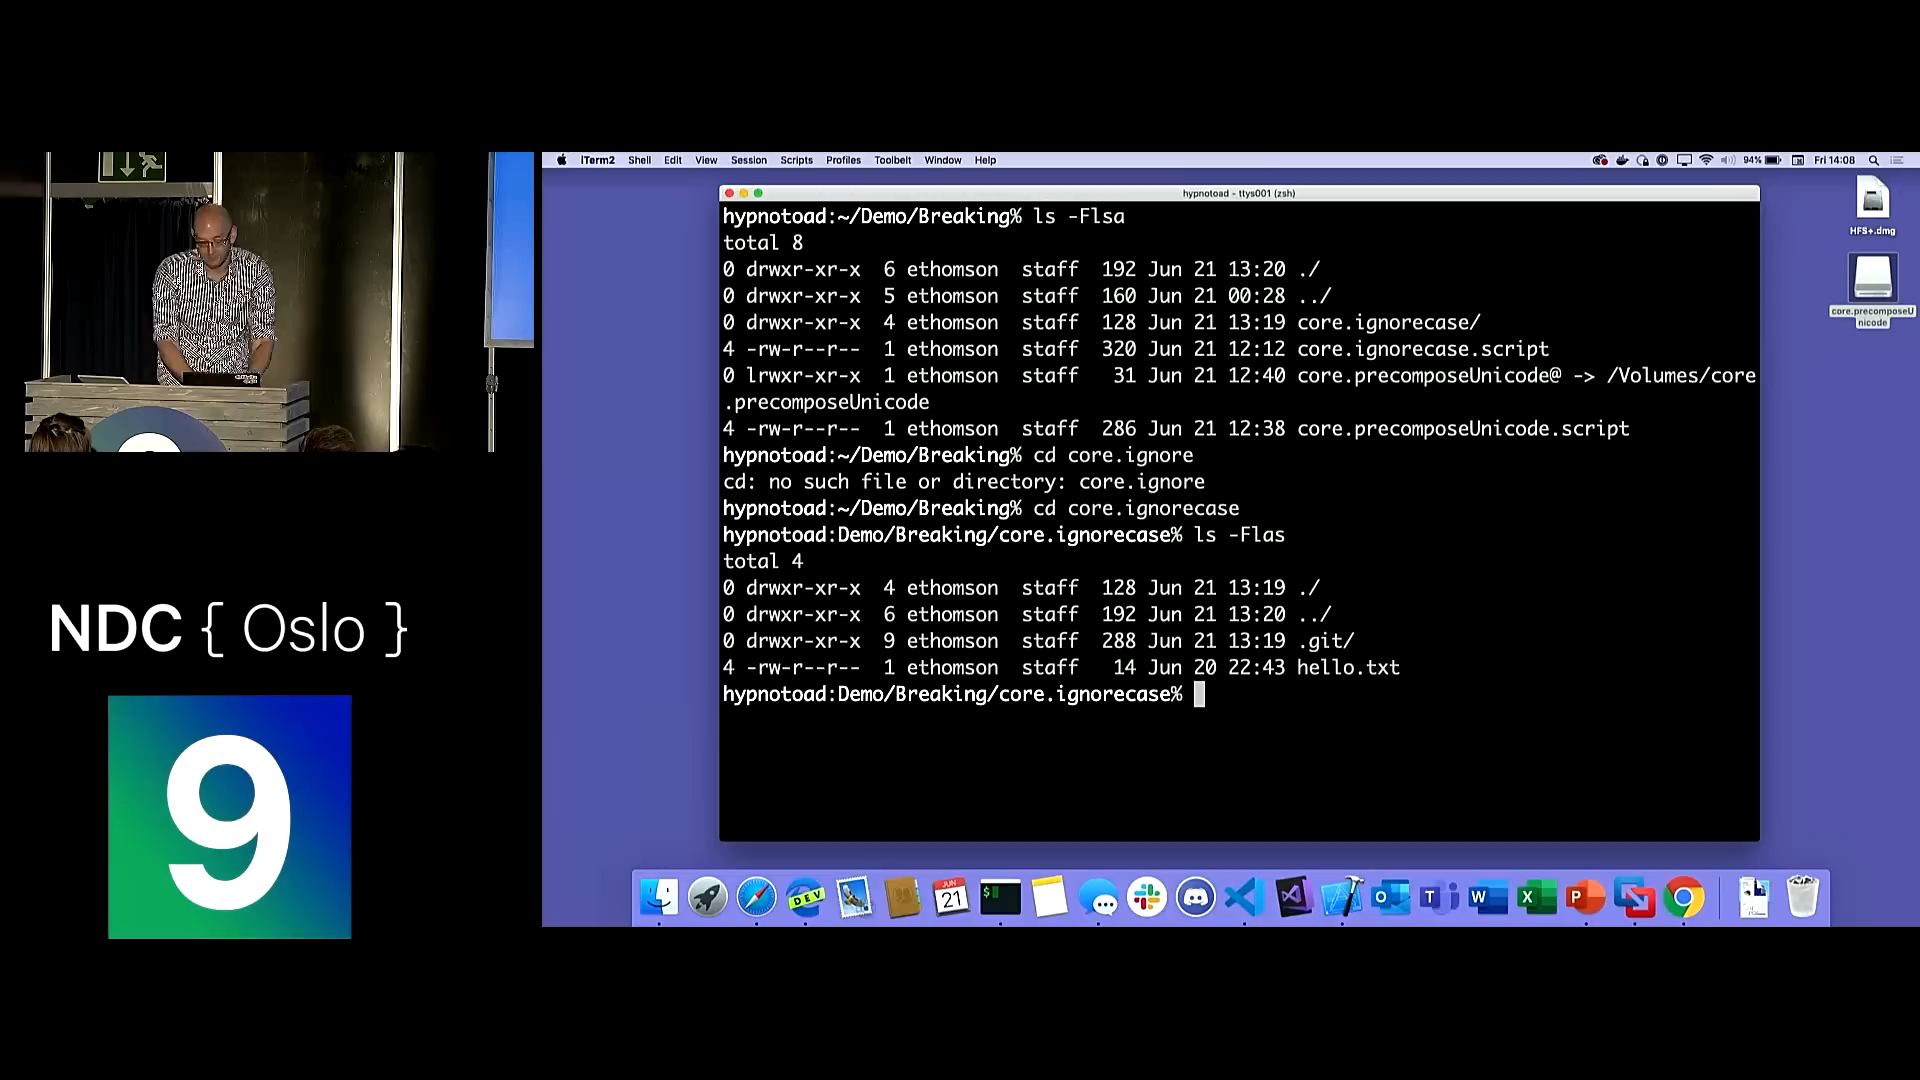 iTerm2 Shell Edit View Session Scripts Profiles Toolbelt Window Help
94% Fri 14:08
hypnotoad - ttys001 (zsh)
hypnotoad:~/Demo/Breaking% ls -Flsa
total 8
0 drwxr-xr-x 6 ethomson staff 192 Jun 21 13:20 ./
0 drwxr-xr-x 5 ethomson staff 160 Jun 21 00:28 ../
0 drwxr-xr-x 4 ethomson staff 128 Jun 21 13:19 core.ignorecase/
4 -rw-r--r-- 1 ethomson staff 320 Jun 21 12:12 core.ignorecase.script
0 lrwxr-xr-x 1 ethomson staff 31 Jun 21 12:40 core.precomposeUnicode@ -> /Volumes/core
.precomposeUnicode
4 -rw-r--r-- 1 ethomson staff 286 Jun 21 12:38 core.precomposeUnicode.script
hypnotoad:~/Demo/Breaking% cd core.ignore
cd: no such file or directory: core.ignore
hypnotoad:~/Demo/Breaking% cd core.ignorecase
hypnotoad:Demo/Breaking/core.ignorecase% ls -Flas
total 4
0 drwxr-xr-x 4 ethomson staff 128 Jun 21 13:19 ./
0 drwxr-xr-x 6 ethomson staff 192 Jun 21 13:20 ../
0 drwxr-xr-x 9 ethomson staff 288 Jun 21 13:19 .git/
4 -rw-r--r-- 1 ethomson staff 14 Jun 20 22:43 hello.txt
hypnotoad:Demo/Breaking/core.ignorecase%
HFS+.dmg
core.precomposeU
nicode
NDC { Oslo }
9
DEV
JUN
21
$
T
W
X
P